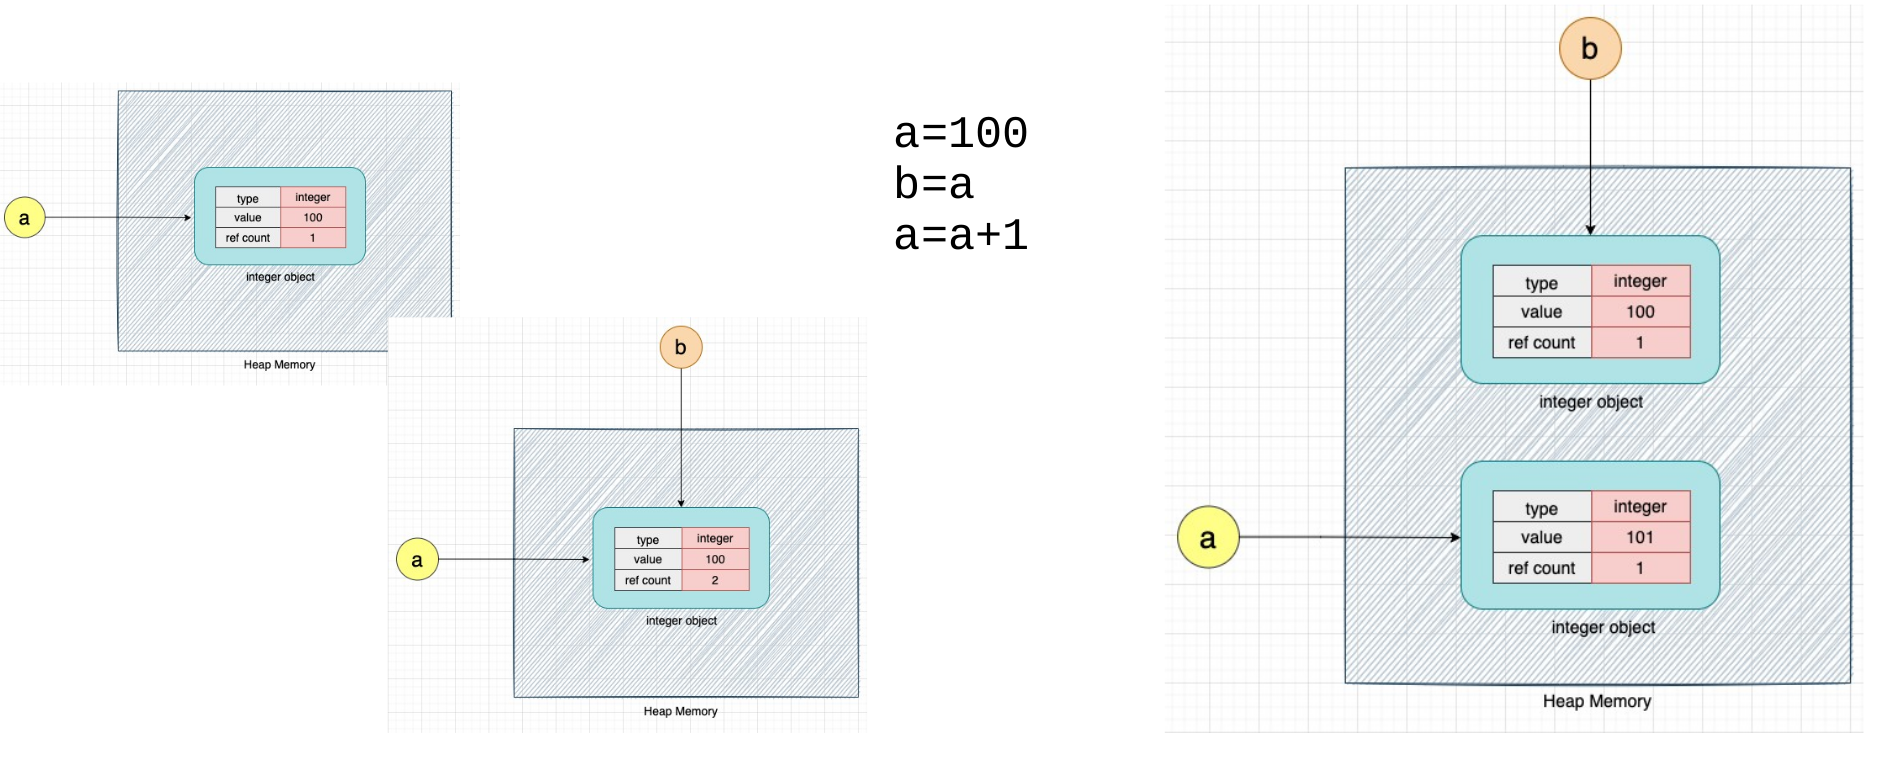 a
type integer
value 100
ref count 1
integer object
Heap Memory
b
a
type integer
value 100
ref count 2
integer object
Heap Memory
a=100
b=a
a=a+1
b
type integer
value 100
ref count 1
integer object
a
type integer
value 101
ref count 1
integer object
Heap Memory